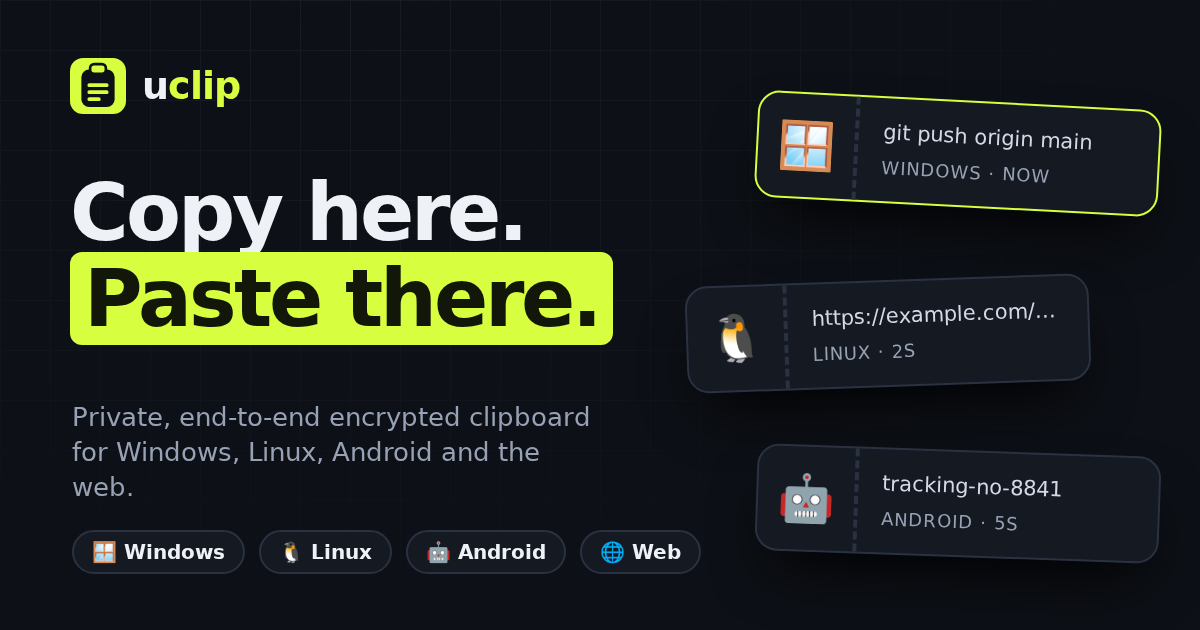 uclip
Copy here.
Paste there.
Private, end-to-end encrypted clipboard
for Windows, Linux, Android and the
web.
Windows
Linux
Android
Web
git push origin main
WINDOWS · NOW
https://example.com/…
LINUX · 2S
tracking-no-8841
ANDROID · 5S